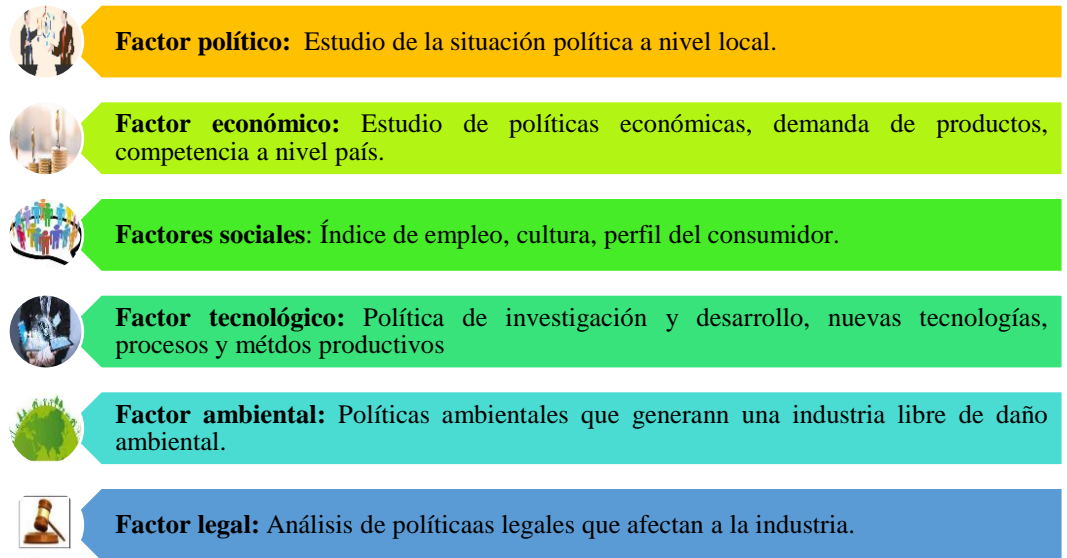 Factor político: Estudio de la situación política a nivel local.
Factor económico: Estudio de políticas económicas, demanda de productos,
competencia a nivel país.
Factores sociales: Índice de empleo, cultura, perfil del consumidor.
Factor tecnológico: Política de investigación y desarrollo, nuevas tecnologías,
procesos y métdos productivos
Factor ambiental: Políticas ambientales que generann una industria libre de daño
ambiental.
Factor legal: Análisis de políticaas legales que afectan a la industria.